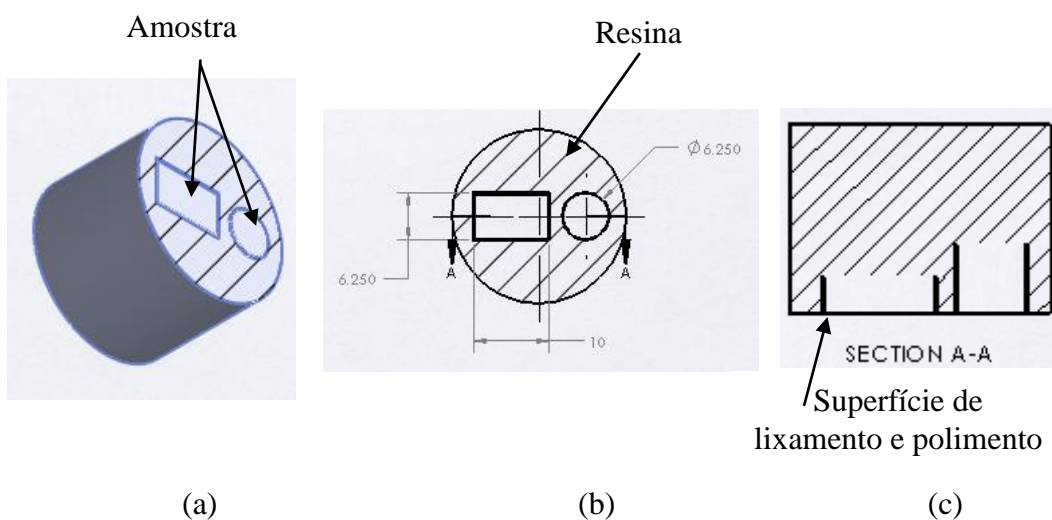 Amostra
Resina
Ø6.250
A
A
6.250
10
SECTION A-A
Superfície de
lixamento e polimento
(a)
(b)
(c)